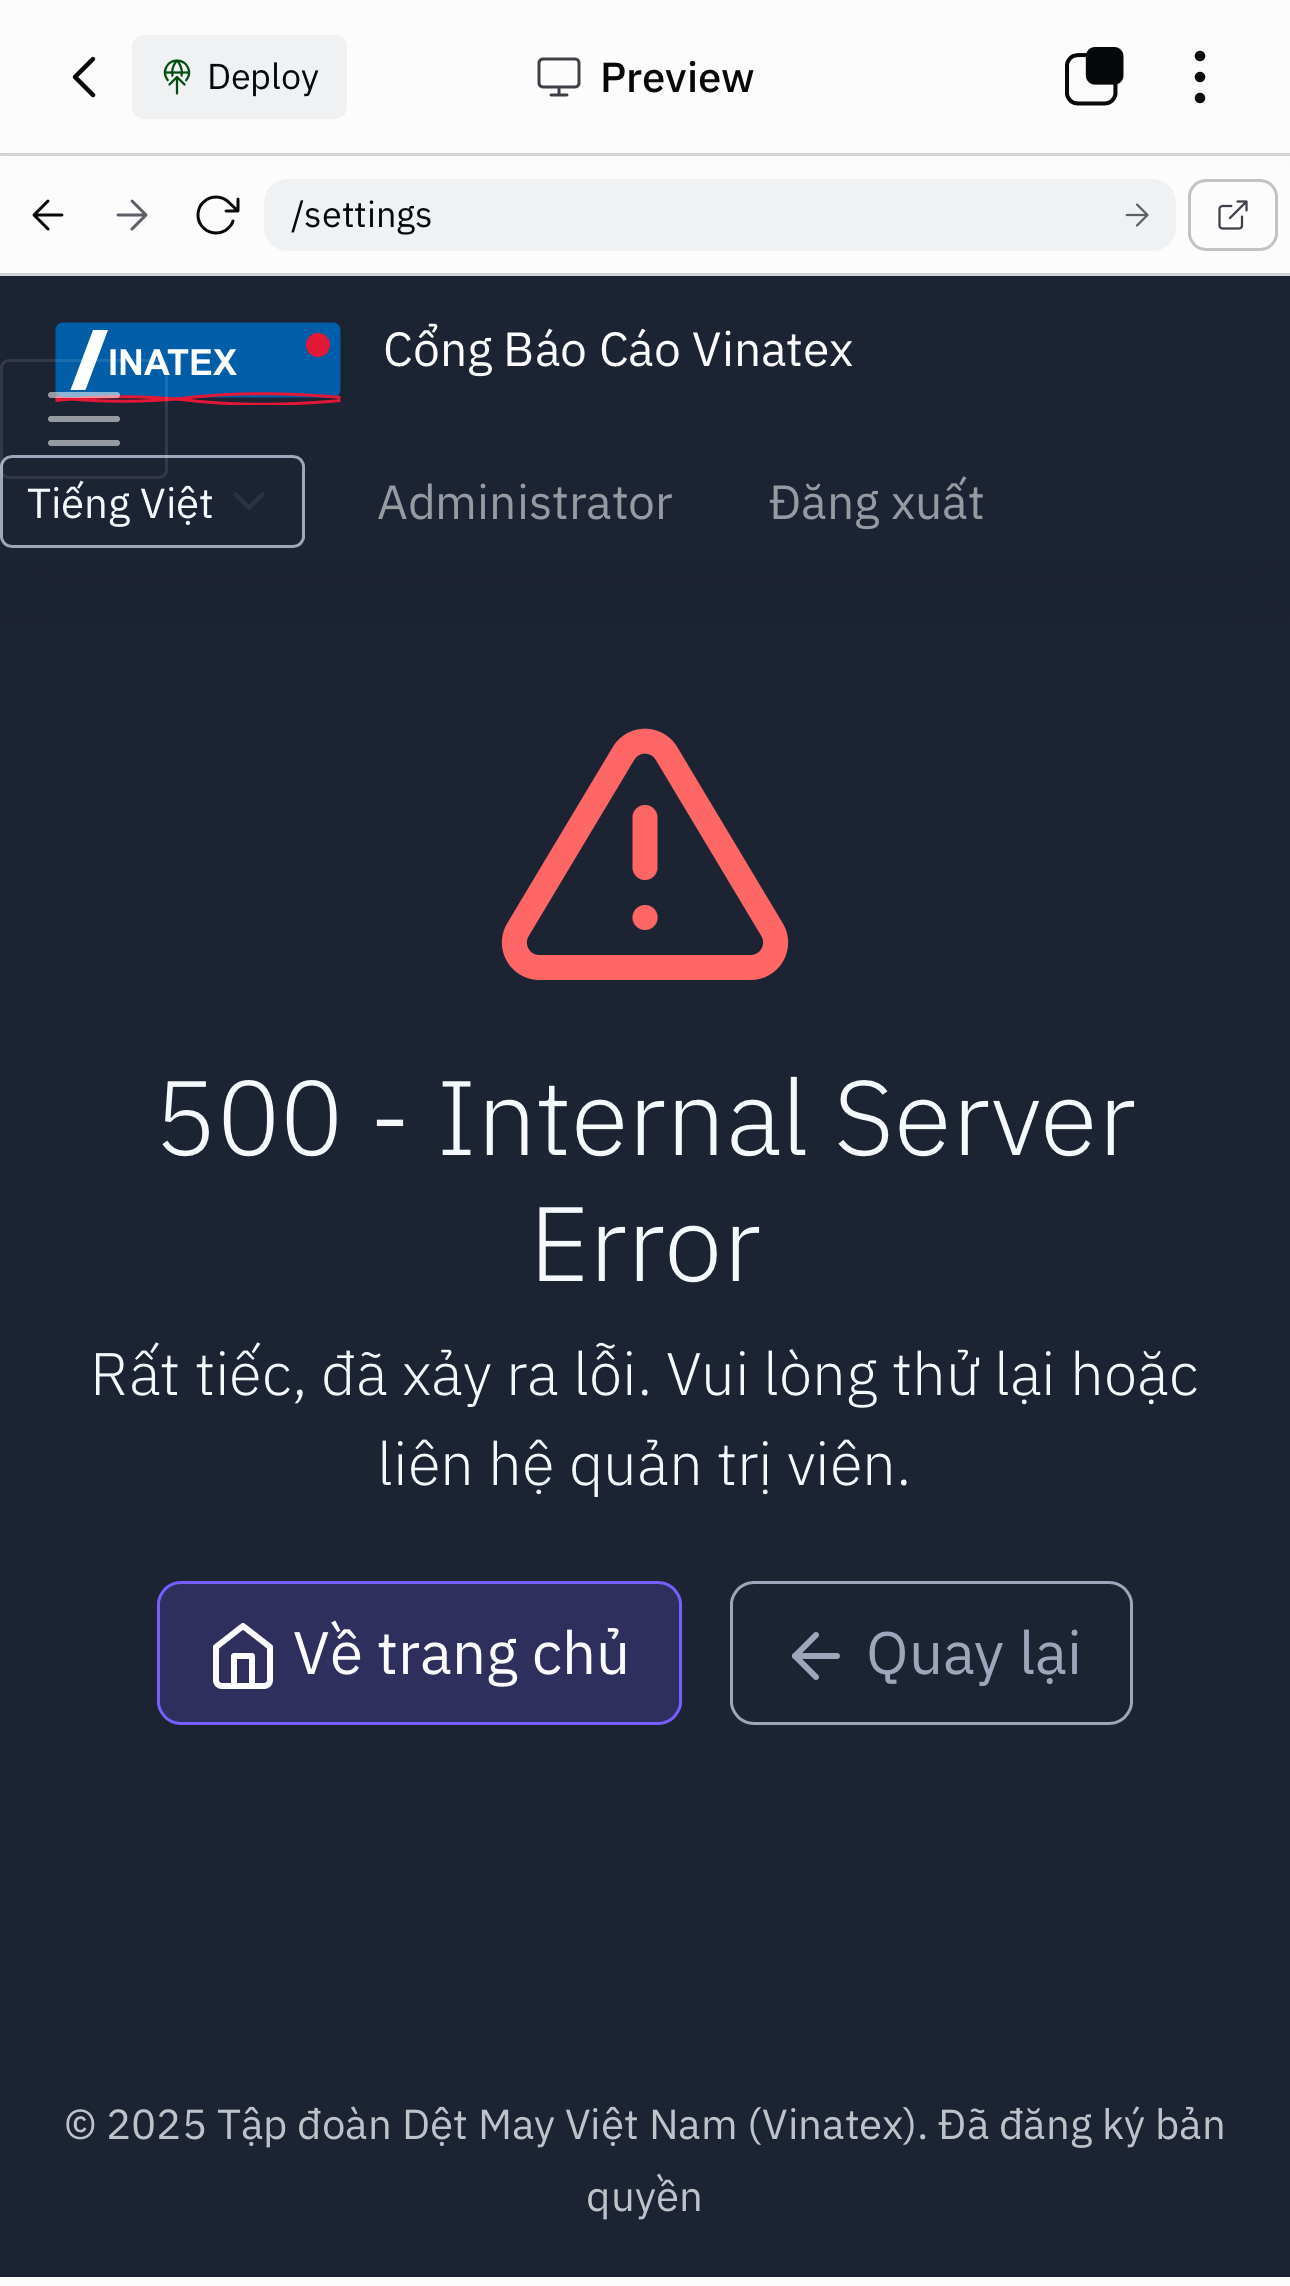 Deploy
Preview
/settings
INATEX
Cổng Báo Cáo Vinatex
Tiếng Việt
Administrator
Đăng xuất
500 - Internal Server
Error
Rất tiếc, đã xảy ra lỗi. Vui lòng thử lại hoặc
liên hệ quản trị viên.
Về trang chủ
Quay lại
© 2025 Tập đoàn Dệt May Việt Nam (Vinatex). Đã đăng ký bản
quyền